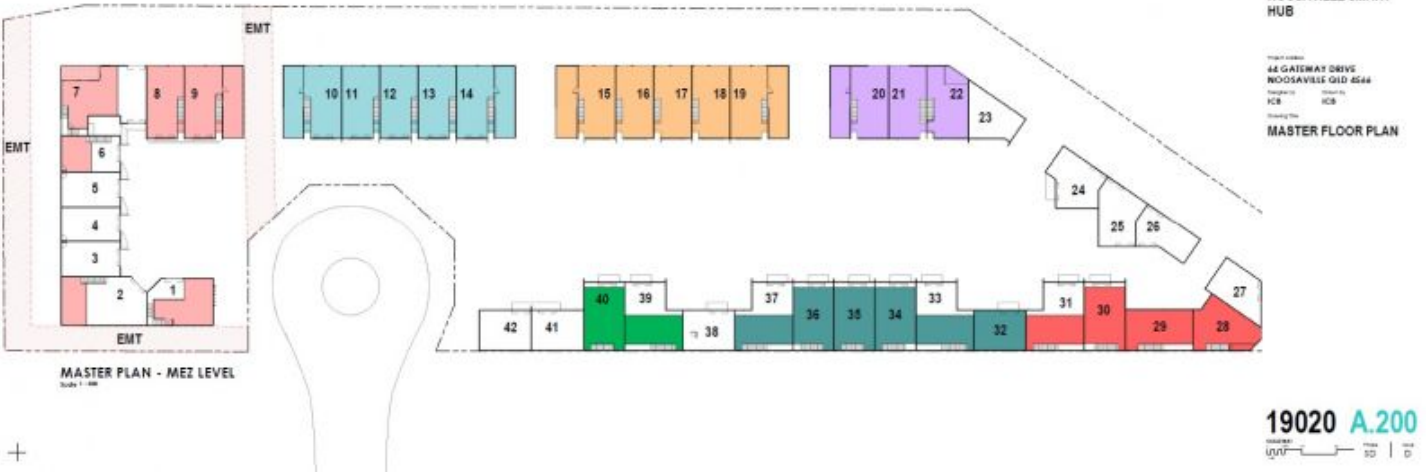 HUB
44 GATEWAY DRIVE
NOOSAVILLE QLD 4566
ICB ICB
MASTER FLOOR PLAN
EMT
7 8 9 10 11 12 13 14 15 16 17 18 19 20 21 22
23
EMT
6
5
4
3
2 1
24
25 26
27
40 39 37 36 35 34 33 31 30
42 41 38 32 29 28
EMT
MASTER PLAN - MEZ LEVEL
19020 A.200
SD D